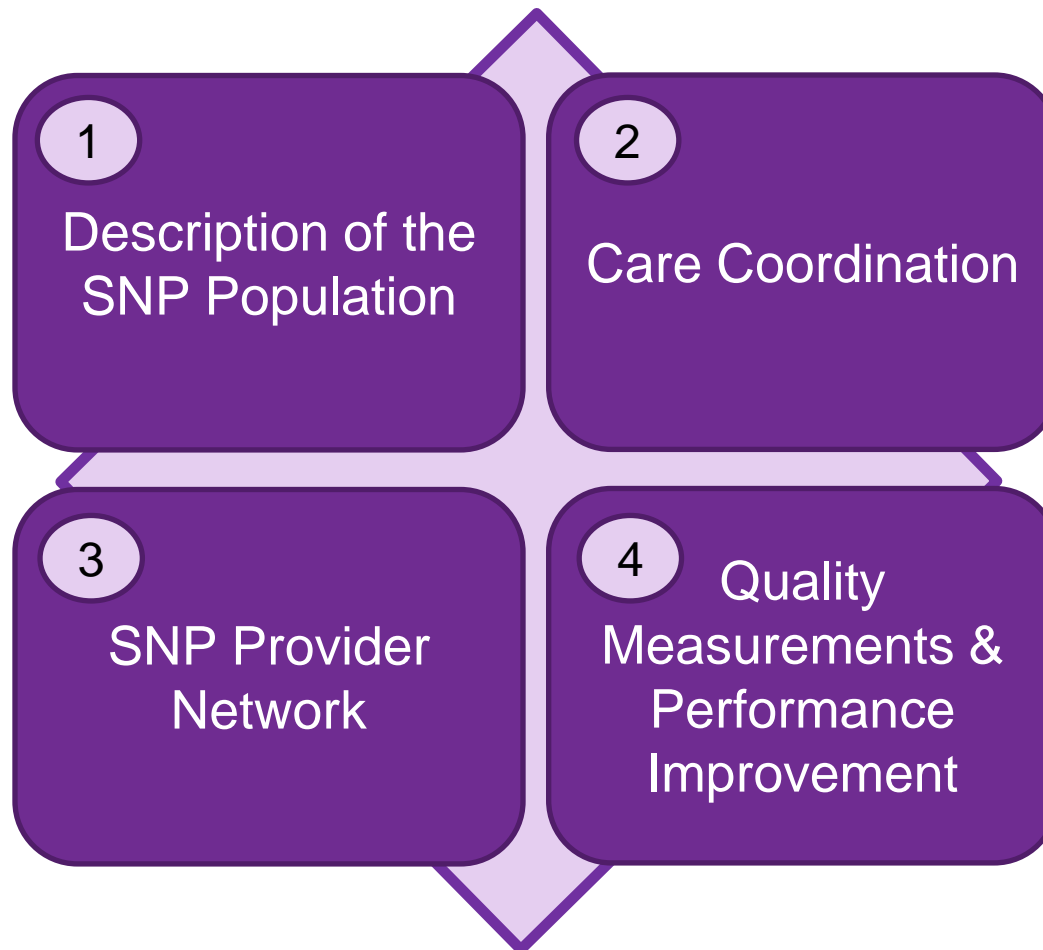 1
Description of the
SNP Population
2
Care Coordination
3
SNP Provider
Network
4
Quality
Measurements &
Performance
Improvement